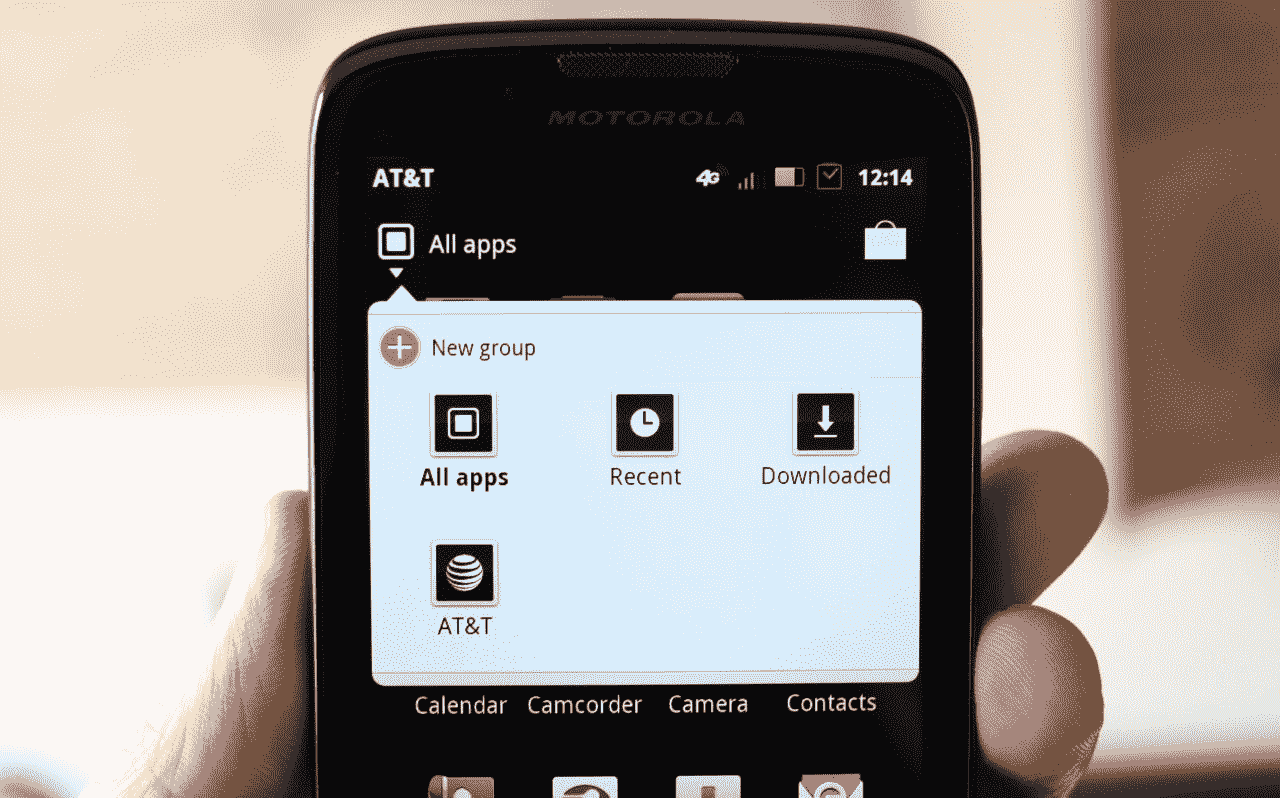 MOTOROLA
AT&T 4G 12:14
All apps
New group
All apps Recent Downloaded
AT&T
Calendar Camcorder Camera Contacts